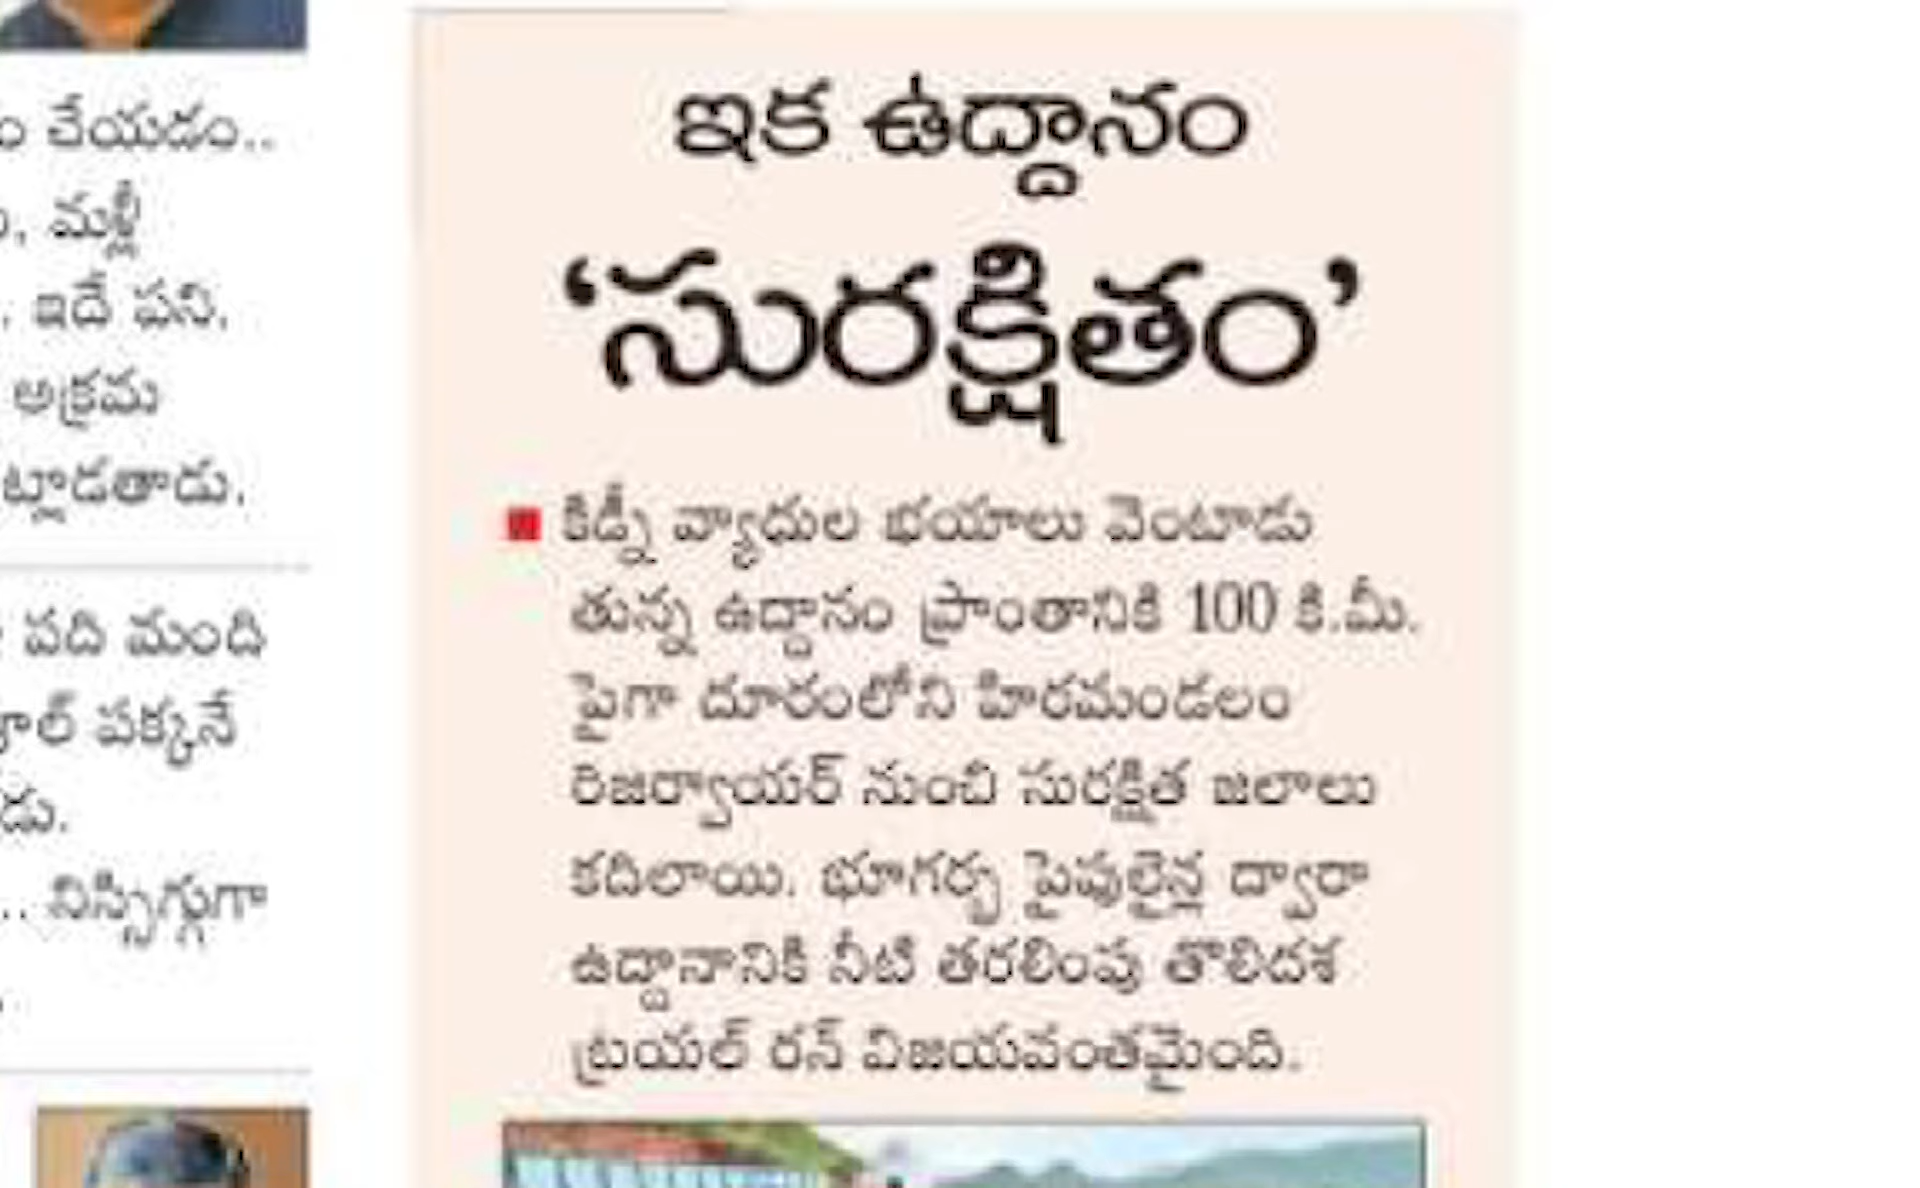 ం చేయడం..
, మళ్లీ
. ఇదే పని.
అక్రమ
ట్లాడతాడు.
పది మంది
పక్కనే
డు.
.. నిస్సిగ్గుగా
ఇక ఉద్దానం
‘సురక్షితం’
కిడ్నీ వ్యాధుల భయాలు వెంటాడు
తున్న ఉద్దానం ప్రాంతానికి 100 కి.మీ.
పైగా దూరంలోని హిరమండలం
రిజర్వాయర్ నుంచి సురక్షిత జలాలు
కదిలాయి. భూగర్భ పైపులైన్ల ద్వారా
ఉద్దానానికి నీటి తరలింపు తొలిదశ
ట్రయల్ రన్ విజయవంతమైంది.